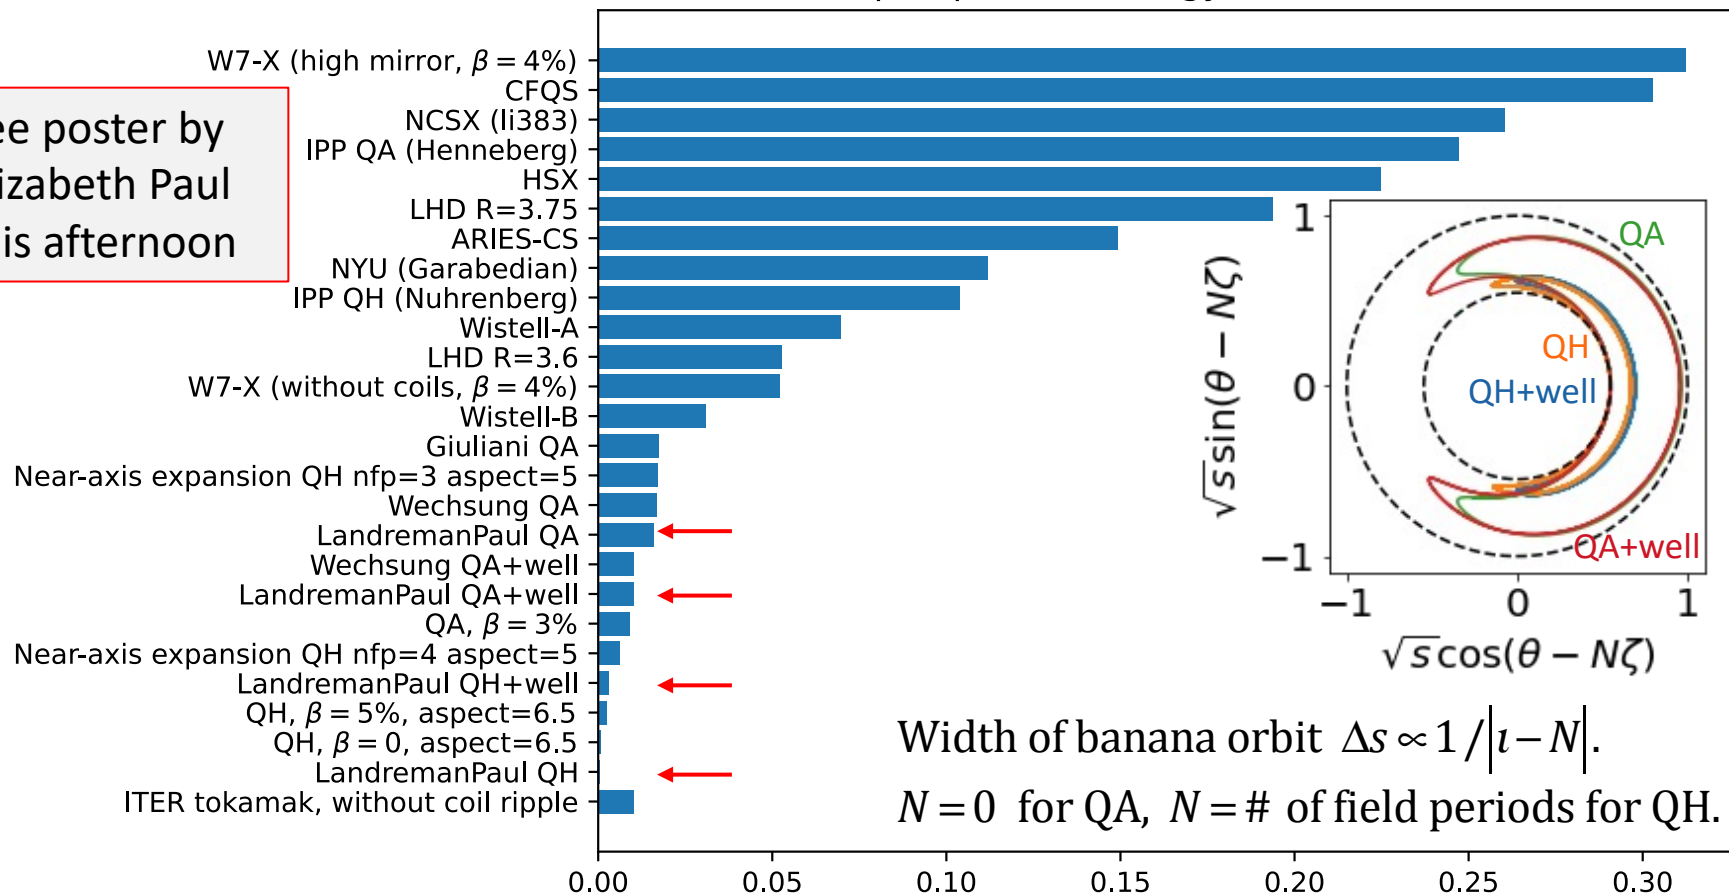 W7-X (high mirror, β = 4%)
CFQS
NCSX (li383)
IPP QA (Henneberg)
HSX
LHD R=3.75
ARIES-CS
NYU (Garabedian)
IPP QH (Nuhrenberg)
Wistell-A
LHD R=3.6
W7-X (without coils, β = 4%)
Wistell-B
Giuliani QA
Near-axis expansion QH nfp=3 aspect=5
Wechsung QA
LandremanPaul QA
Wechsung QA+well
LandremanPaul QA+well
QA, β = 3%
Near-axis expansion QH nfp=4 aspect=5
LandremanPaul QH+well
QH, β = 5%, aspect=6.5
QH, β = 0, aspect=6.5
LandremanPaul QH
ITER tokamak, without coil ripple
0.00 0.05 0.10 0.15 0.20 0.25 0.30
ee poster by
izabeth Paul
is afternoon
√s sin(θ − Nζ)
1
0
−1
QA
QH
QH+well
QA+well
−1 0 1
√s cos(θ − Nζ)
Width of banana orbit Δs ∝ 1/|ι−N|.
N = 0 for QA, N = # of field periods for QH.